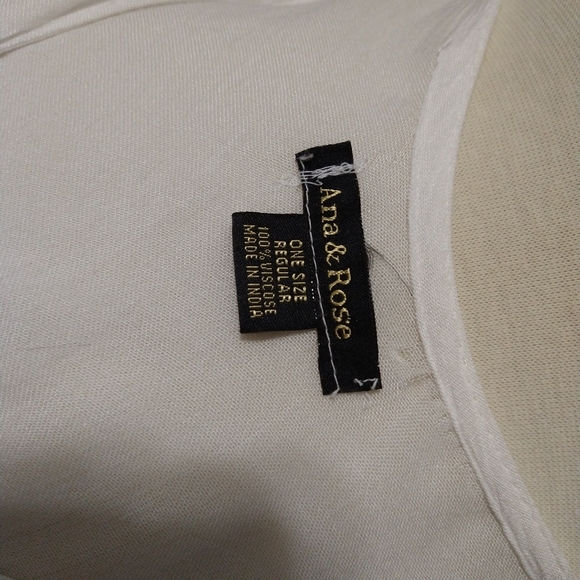 Ana & Rose
ONE SIZE
REGULAR
100% VISCOSE
MADE IN INDIA